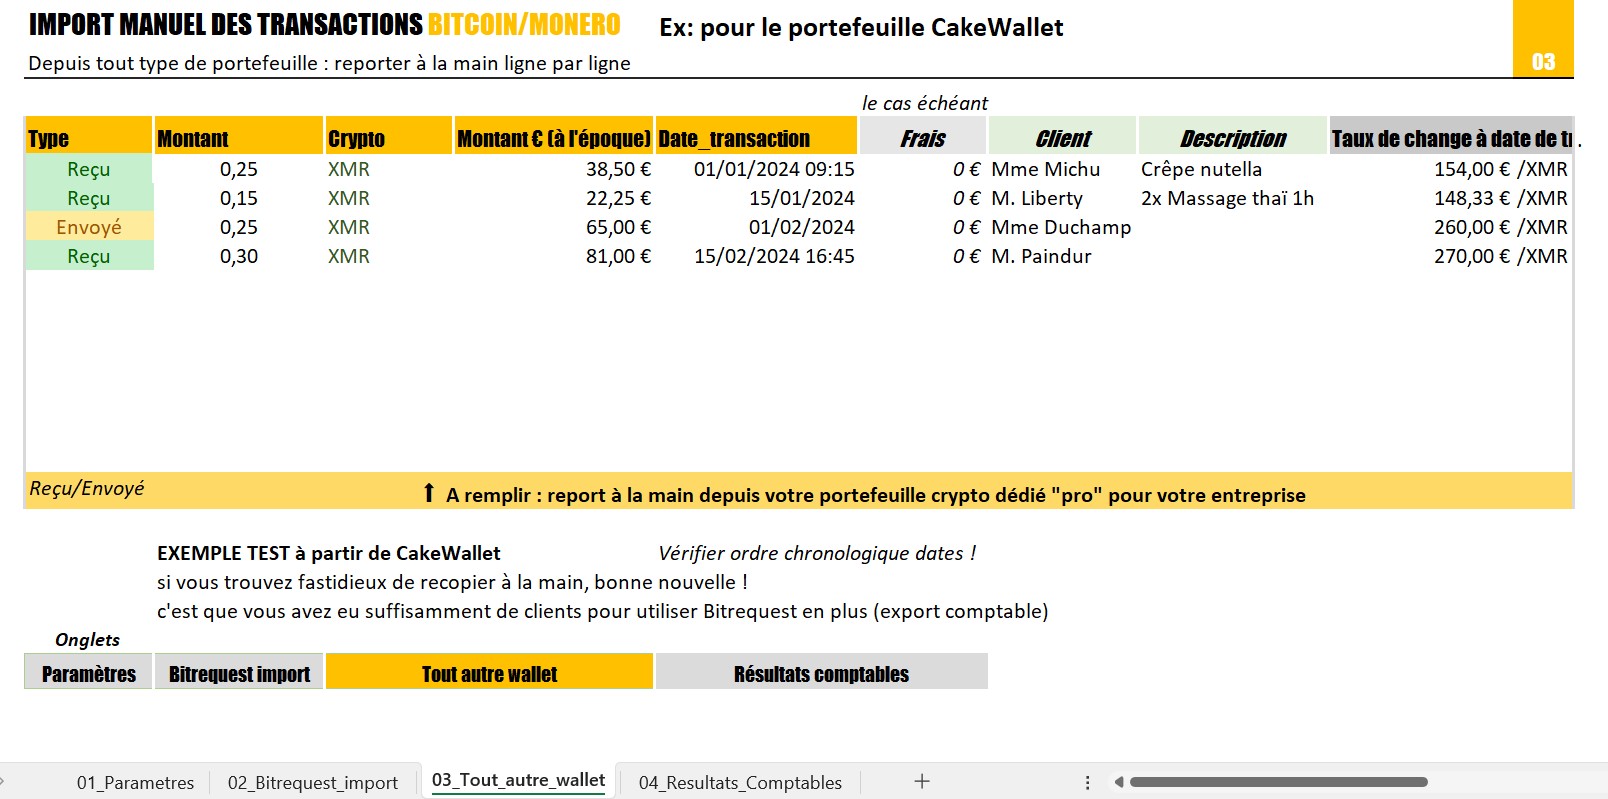 IMPORT MANUEL DES TRANSACTIONS BITCOIN/MONERO Ex: pour le portefeuille CakeWallet
Depuis tout type de portefeuille : reporter à la main ligne par ligne 03
le cas échéant
Type Montant Crypto Montant € (à l'époque) Date_transaction Frais Client Description Taux de change à date de tr .
Reçu 0,25 XMR 38,50 € 01/01/2024 09:15 0 € Mme Michu Crêpe nutella 154,00 € /XMR
Reçu 0,15 XMR 22,25 € 15/01/2024 0 € M. Liberty 2x Massage thaï 1h 148,33 € /XMR
Envoyé 0,25 XMR 65,00 € 01/02/2024 0 € Mme Duchamp 260,00 € /XMR
Reçu 0,30 XMR 81,00 € 15/02/2024 16:45 0 € M. Paindur 270,00 € /XMR
Reçu/Envoyé ⬆ A remplir : report à la main depuis votre portefeuille crypto dédié "pro" pour votre entreprise
EXEMPLE TEST à partir de CakeWallet Vérifier ordre chronologique dates !
si vous trouvez fastidieux de recopier à la main, bonne nouvelle !
c'est que vous avez eu suffisamment de clients pour utiliser Bitrequest en plus (export comptable)
Onglets
Paramètres Bitrequest import Tout autre wallet Résultats comptables
01_Parametres 02_Bitrequest_import 03_Tout_autre_wallet 04_Resultats_Comptables